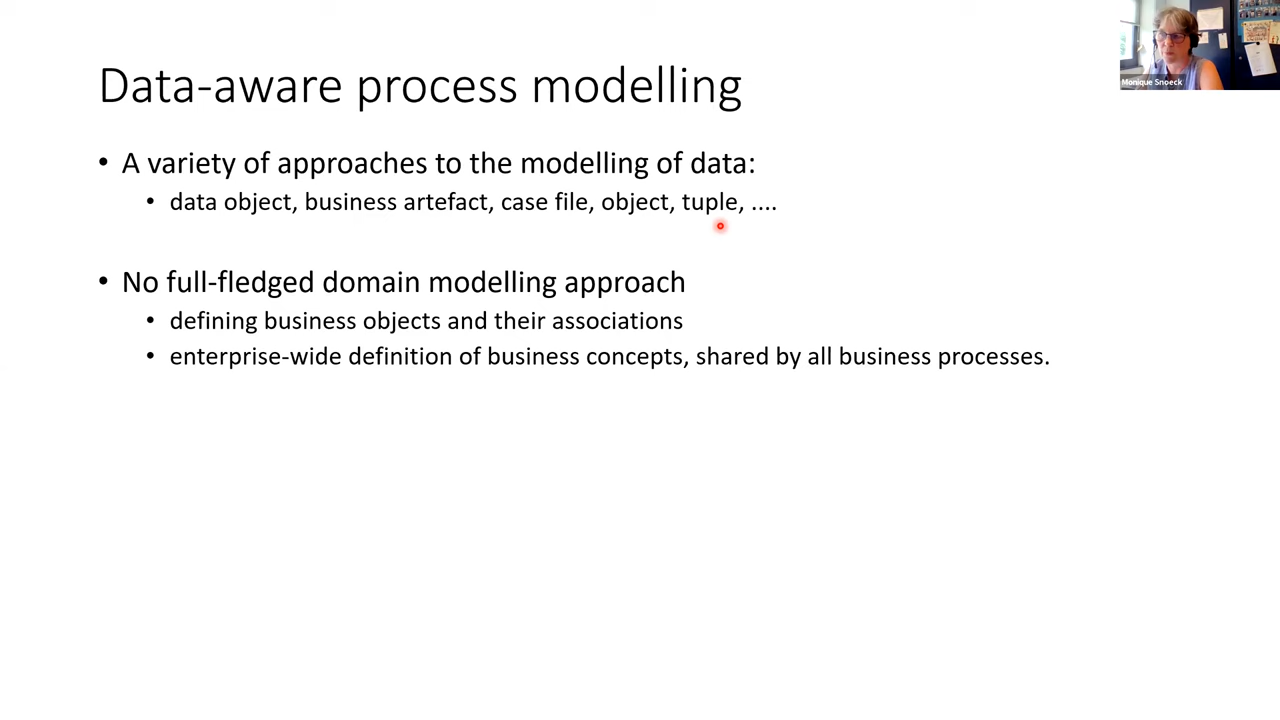 Data-aware process modelling
• A variety of approaches to the modelling of data:
• data object, business artefact, case file, object, tuple, ....
• No full-fledged domain modelling approach
• defining business objects and their associations
• enterprise-wide definition of business concepts, shared by all business processes.
Monique Snoeck